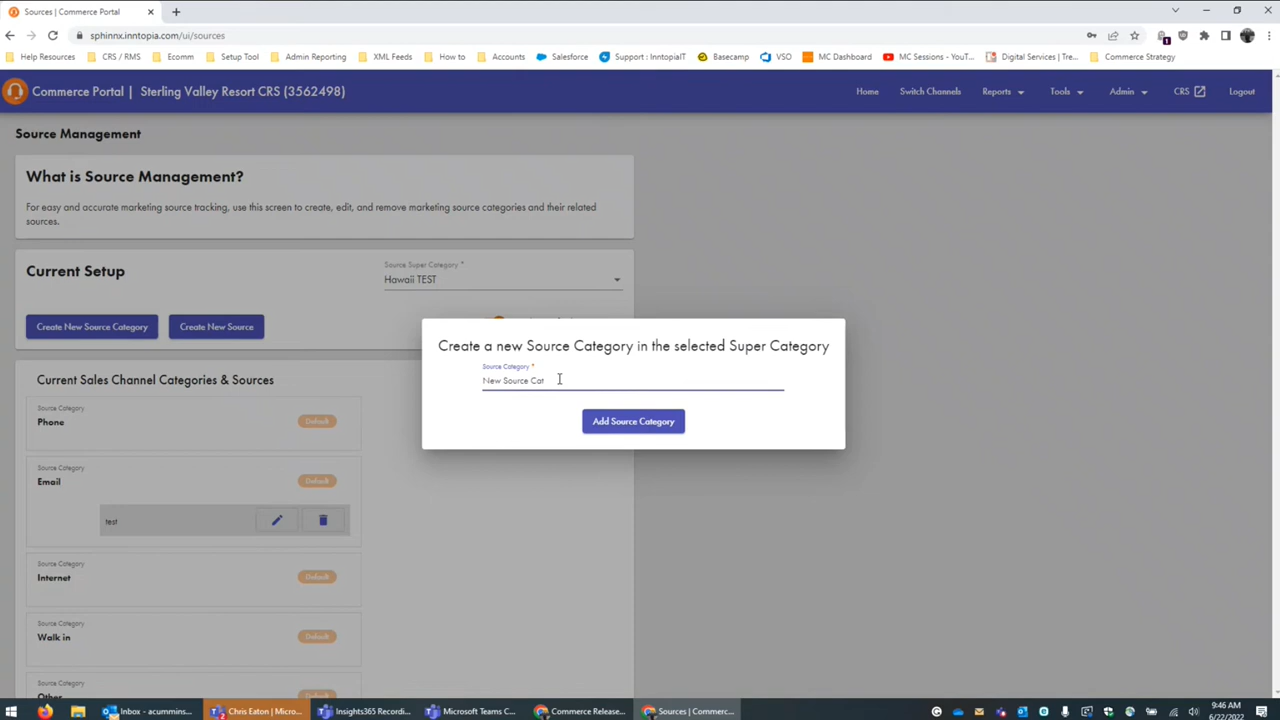 Sources | Commerce Portal
sphinnx.inntopia.com/ui/sources
Help Resources CRS / RMS Ecomm Setup Tool Admin Reporting XML Feeds How to Accounts Salesforce Support : InntopiaIT Basecamp VSO MC Dashboard MC Sessions - YouT... Digital Services | Tre... Commerce Strategy
Commerce Portal | Sterling Valley Resort CRS (3562498) Home Switch Channels Reports Tools Admin CRS Logout
Source Management
What is Source Management?
For easy and accurate marketing source tracking, use this screen to create, edit, and remove marketing source categories and their related
sources.
Current Setup
Source Super Category *
Hawaii TEST
Create New Source Category Create New Source
Create a new Source Category in the selected Super Category
Source Category *
New Source Cat
Add Source Category
Current Sales Channel Categories & Sources
Source Category
Phone Default
Source Category
Email Default
test
Source Category
Internet Default
Source Category
Walk in Default
Source Category
Other Default
Inbox - acummins... Chris Eaton | Micro... Insights365 Recordi... Microsoft Teams C... Commerce Release... Sources | Commerc...
9:46 AM
6/22/2022